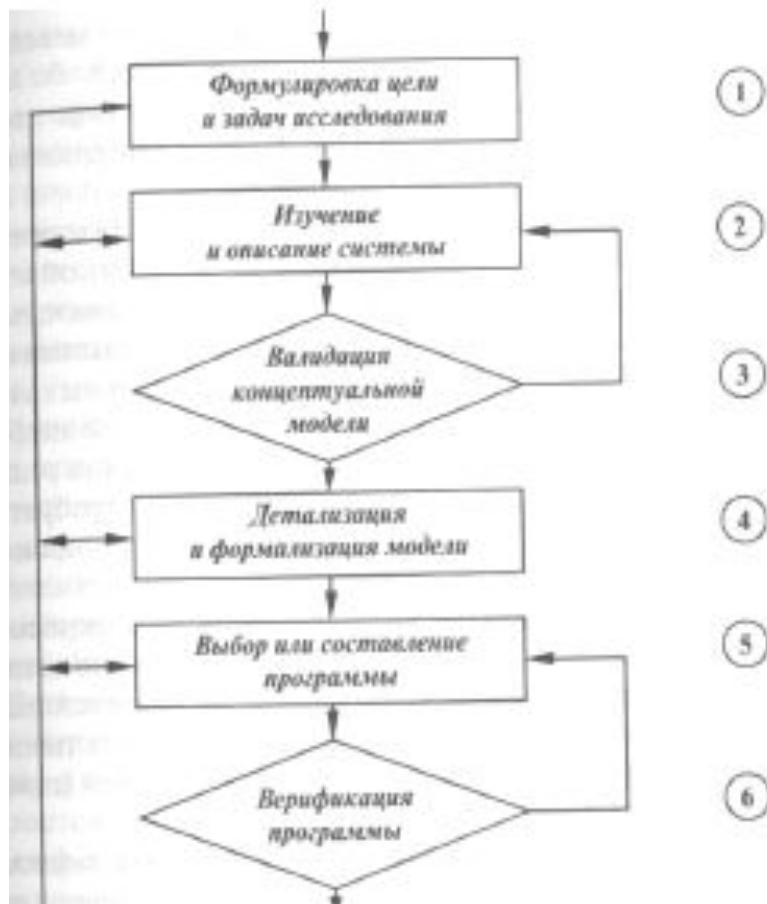 Формулировка цели
и задач исследования
1
Изучение
и описание системы
2
Валидация
концептуальной
модели
3
Детализация
и формализация модели
4
Выбор или составление
программы
5
Верификация
программы
6